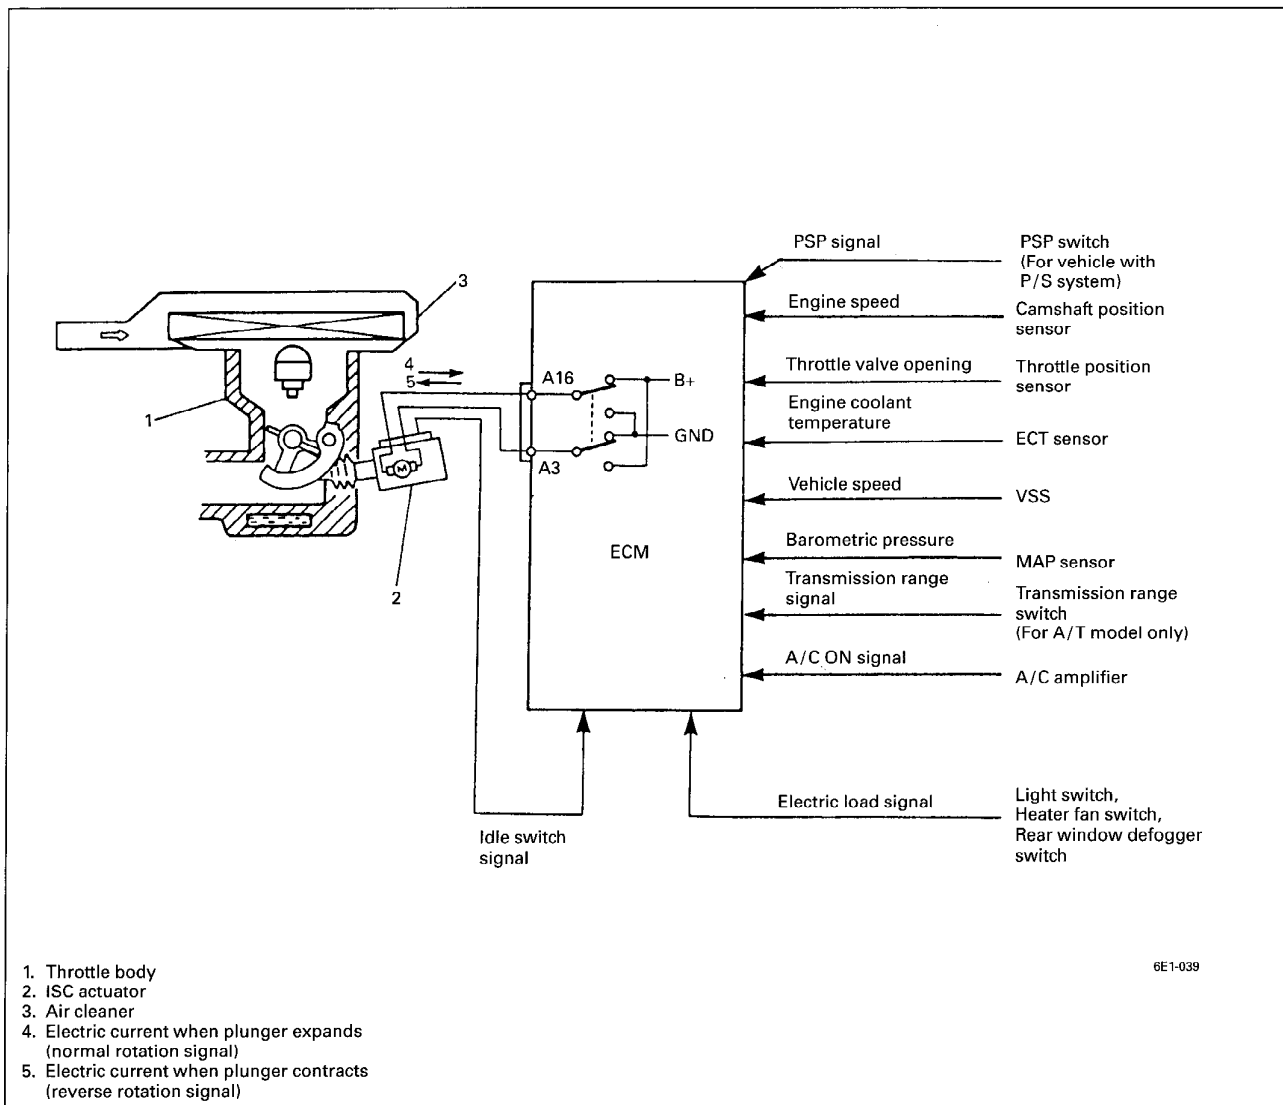 PSP signal
PSP switch
(For vehicle with
P/S system)
Engine speed
Camshaft position
sensor
Throttle valve opening
Throttle position
sensor
Engine coolant
temperature
ECT sensor
Vehicle speed
VSS
Barometric pressure
MAP sensor
Transmission range
signal
Transmission range
switch
(For A/T model only)
A/C ON signal
A/C amplifier
Electric load signal
Light switch,
Heater fan switch,
Rear window defogger
switch
Idle switch
signal
3
4
5
1
2
M
A16
A3
B+
GND
ECM
1. Throttle body
2. ISC actuator
3. Air cleaner
4. Electric current when plunger expands
(normal rotation signal)
5. Electric current when plunger contracts
(reverse rotation signal)
6E1-039